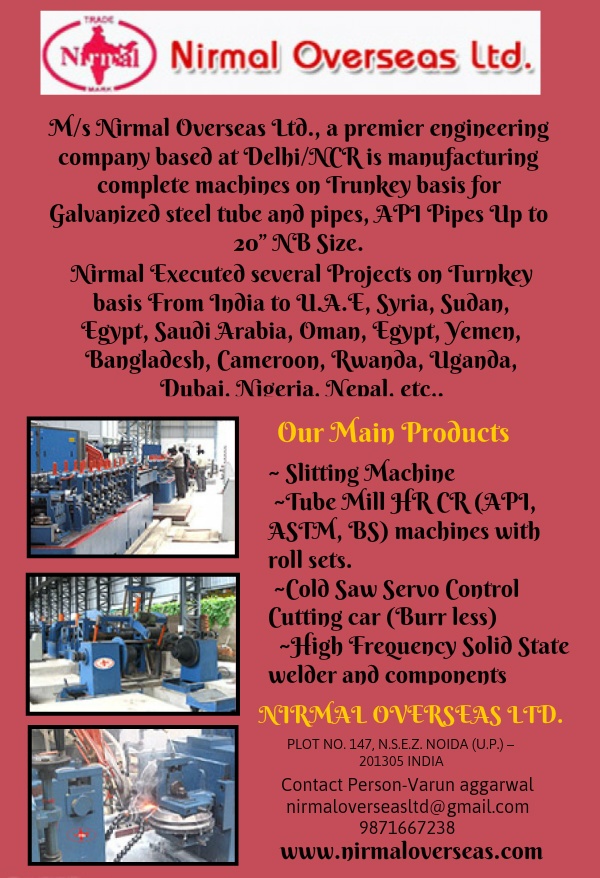 TRADE
Nirmal
MARK
Nirmal Overseas Ltd.
M/s Nirmal Overseas Ltd., a premier engineering
company based at Delhi/NCR is manufacturing
complete machines on Trunkey basis for
Galvanized steel tube and pipes, API Pipes Up to
20” NB Size.
Nirmal Executed several Projects on Turnkey
basis From India to U.A.E, Syria, Sudan,
Egypt, Saudi Arabia, Oman, Egypt, Yemen,
Bangladesh, Cameroon, Rwanda, Uganda,
Dubai, Nigeria, Nepal, etc..
Our Main Products
~ Slitting Machine
~Tube Mill HR CR (API,
ASTM, BS) machines with
roll sets.
~Cold Saw Servo Control
Cutting car (Burr less)
~High Frequency Solid State
welder and components
NIRMAL OVERSEAS LTD.
PLOT NO. 147, N.S.E.Z. NOIDA (U.P.) –
201305 INDIA
Contact Person-Varun aggarwal
nirmaloverseasltd@gmail.com
9871667238
www.nirmaloverseas.com